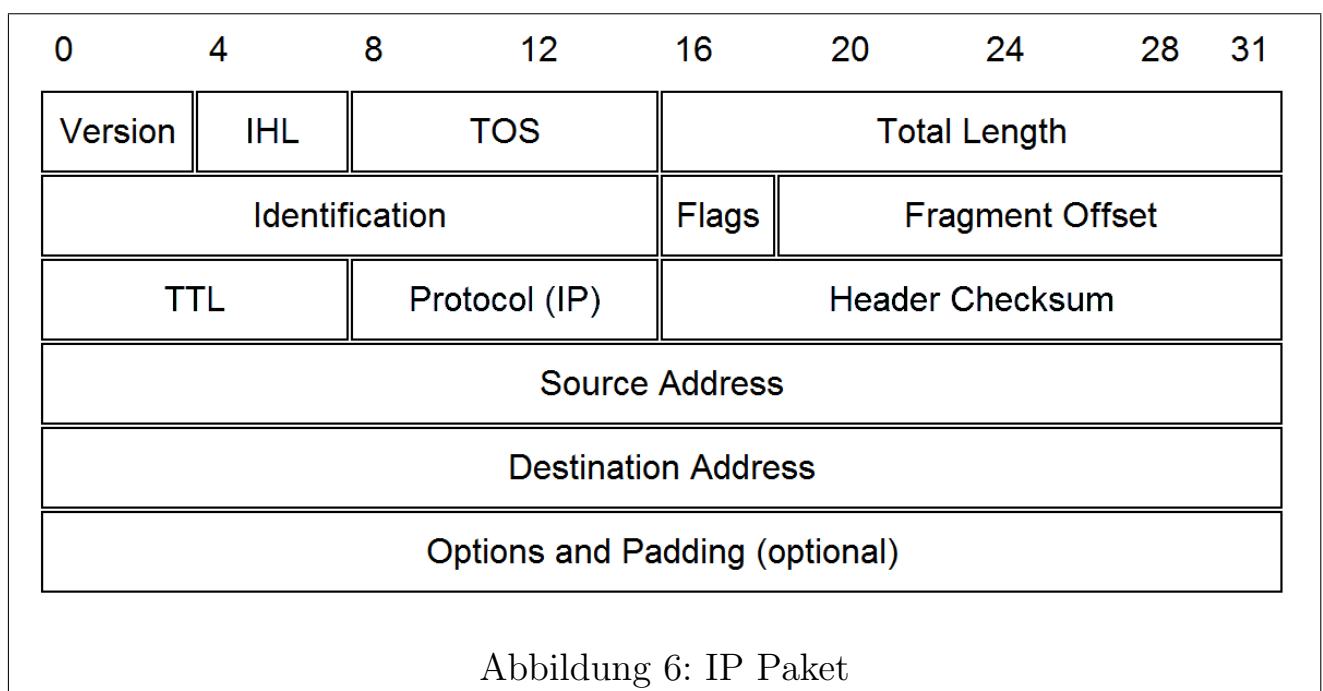 0 4 8 12 16 20 24 28 31
Version IHL TOS Total Length
Identification Flags Fragment Offset
TTL Protocol (IP) Header Checksum
Source Address
Destination Address
Options and Padding (optional)
Abbildung 6: IP Paket